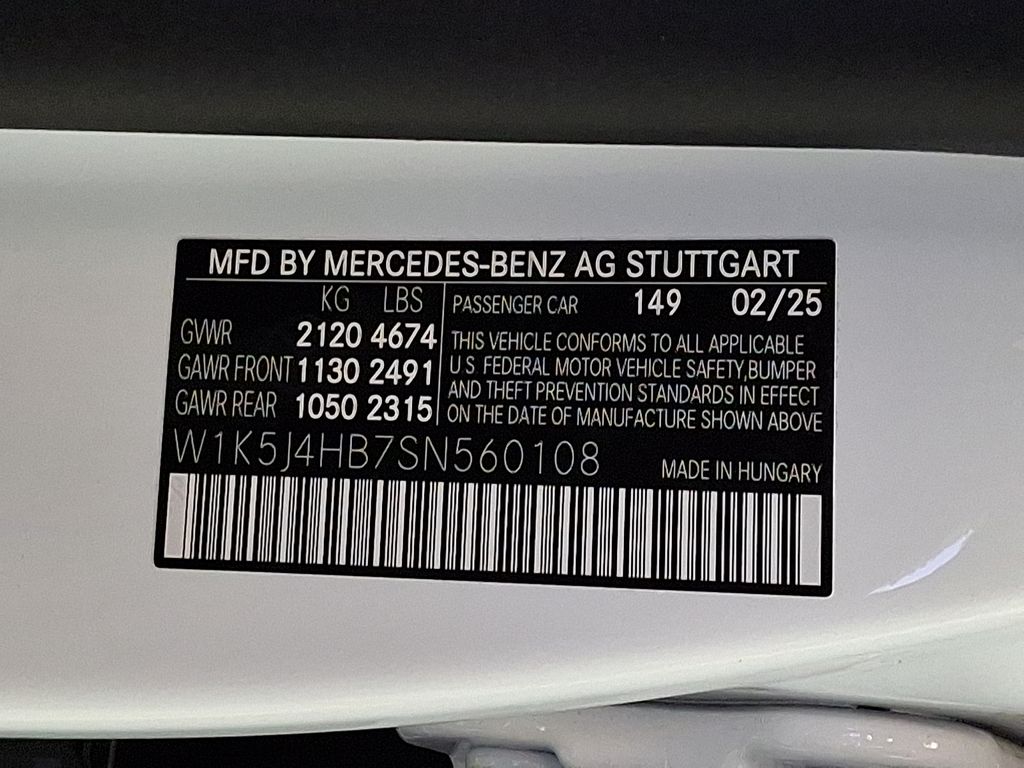 MFD BY MERCEDES-BENZ AG STUTTGART
KG LBS
GVWR 2120 4674
GAWR FRONT 1130 2491
GAWR REAR 1050 2315
PASSENGER CAR 149 02/25
THIS VEHICLE CONFORMS TO ALL APPLICABLE
U.S. FEDERAL MOTOR VEHICLE SAFETY,BUMPER
AND THEFT PREVENTION STANDARDS IN EFFECT
ON THE DATE OF MANUFACTURE SHOWN ABOVE
W1K5J4HB7SN560108
MADE IN HUNGARY